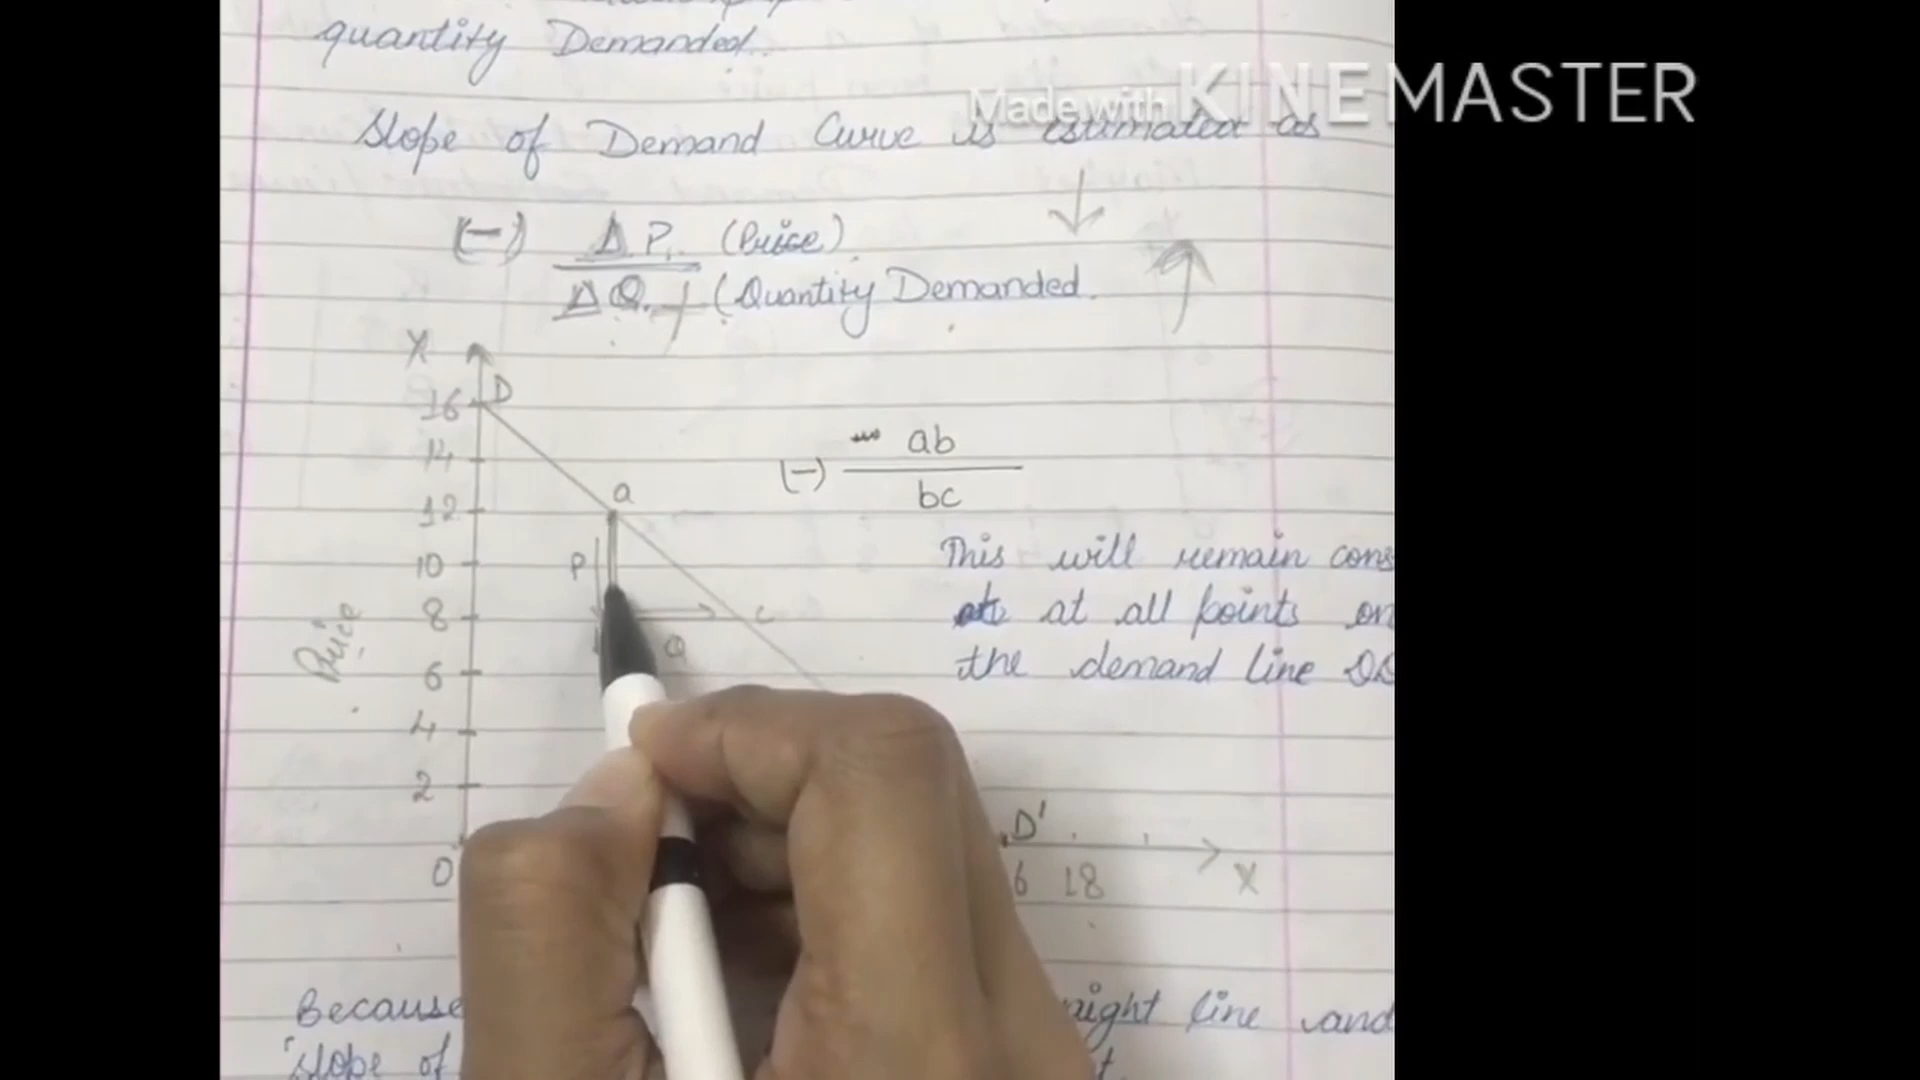 quantity Demanded.
Made with KINEMASTER
Slope of Demand Curve is estimated as
(-) ΔP (Price)
ΔQ (Quantity Demanded.
Y
16 D
14
(-) ab
bc
12 a
10 P
8 c
Q
6
4
2
0
Price
This will remain cons
at all points on
the demand line
D'
6 18 X
Because
ight line and
Slope of